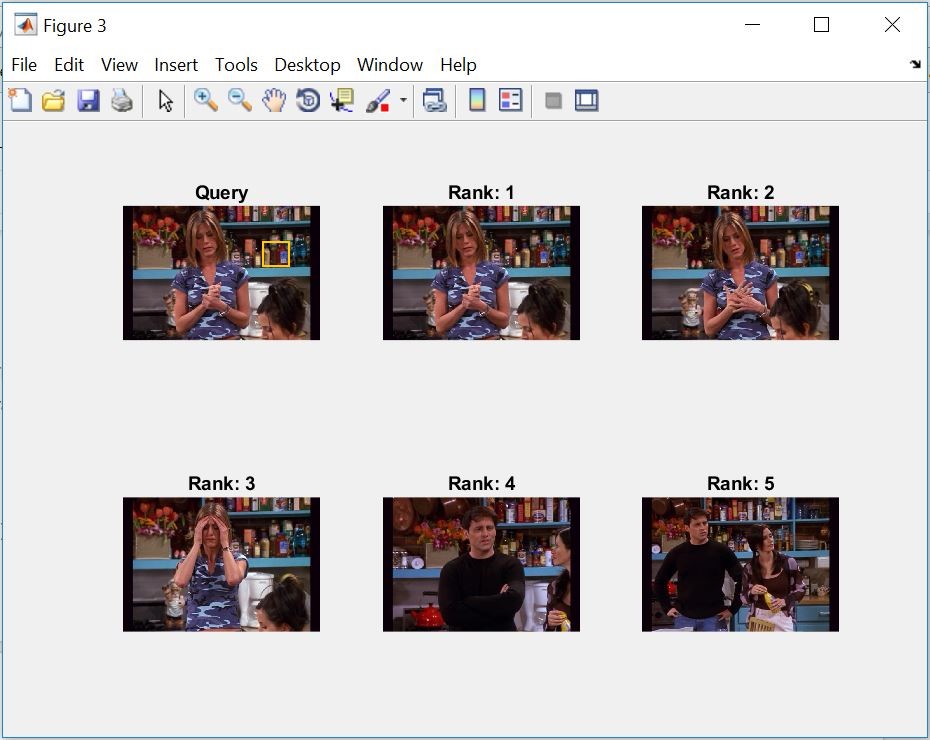 Figure 3
File Edit View Insert Tools Desktop Window Help
Query Rank: 1 Rank: 2
Rank: 3 Rank: 4 Rank: 5